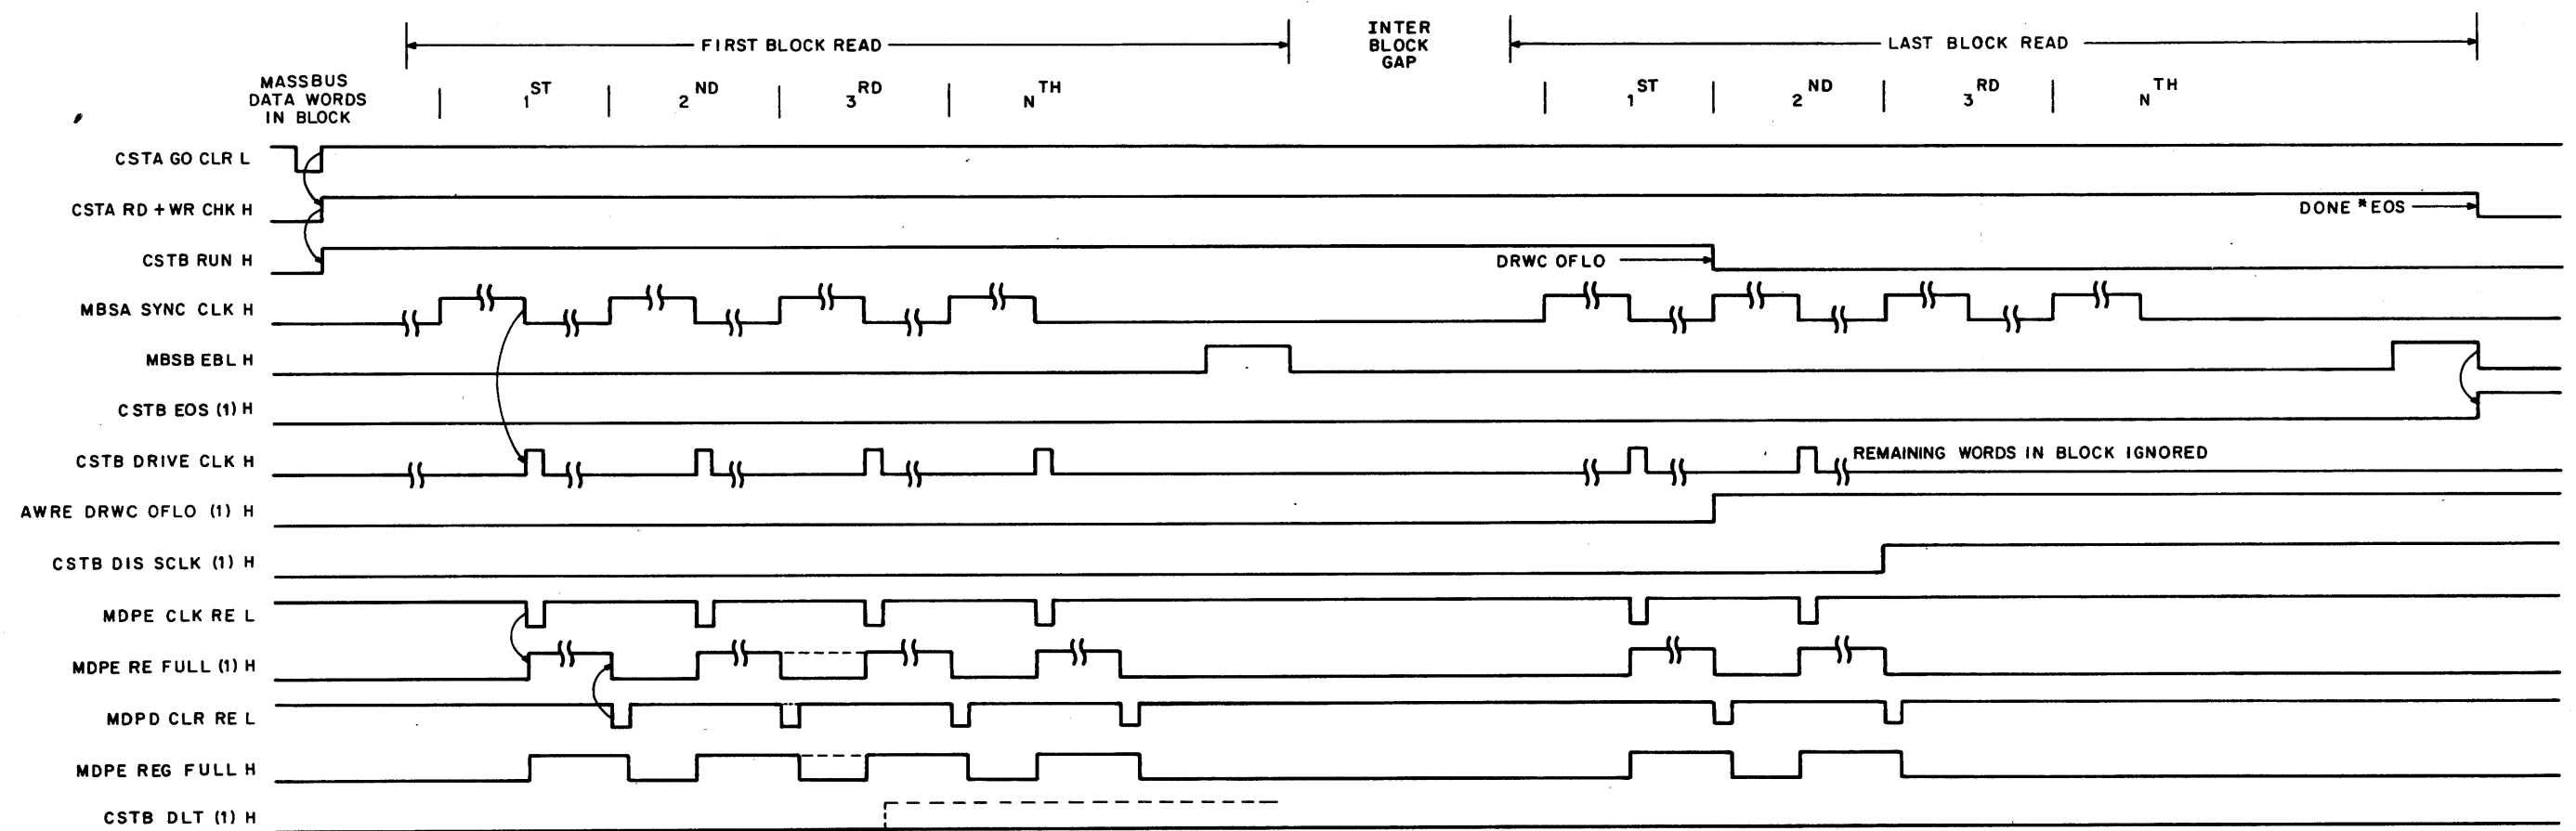 FIRST BLOCK READ
INTER
BLOCK
GAP
LAST BLOCK READ
MASSBUS
DATA WORDS
IN BLOCK
1ST 2ND 3RD NTH 1ST 2ND 3RD NTH
CSTA GO CLR L
CSTA RD + WR CHK H
DONE * EOS
CSTB RUN H
DRWC OFLO
MBSA SYNC CLK H
MBSB EBL H
CSTB EOS (1) H
CSTB DRIVE CLK H
REMAINING WORDS IN BLOCK IGNORED
AWRE DRWC OFLO (1) H
CSTB DIS SCLK (1) H
MDPE CLK RE L
MDPE RE FULL (1) H
MDPD CLR RE L
MDPE REG FULL H
CSTB DLT (1) H